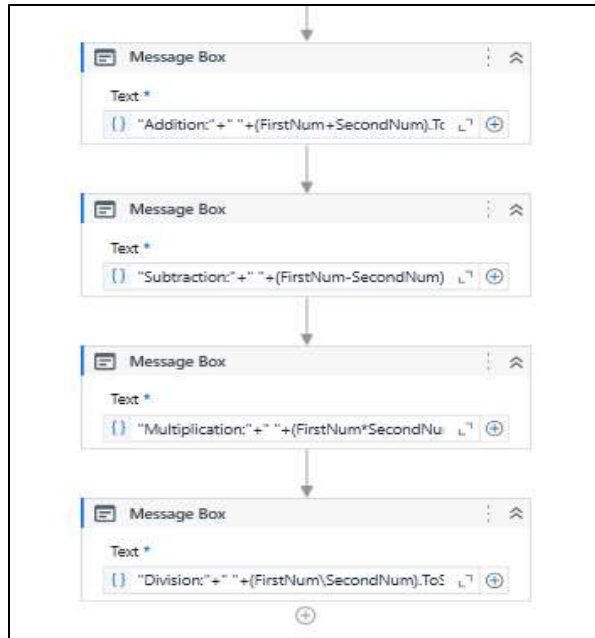 Message Box
Text *
"Addition:"+" "+(FirstNum+SecondNum).Tc
Message Box
Text *
"Subtraction:"+" "+(FirstNum-SecondNum)
Message Box
Text *
"Multiplication:"+" "+(FirstNum*SecondNu
Message Box
Text *
"Division:"+" "+(FirstNum\SecondNum).ToS